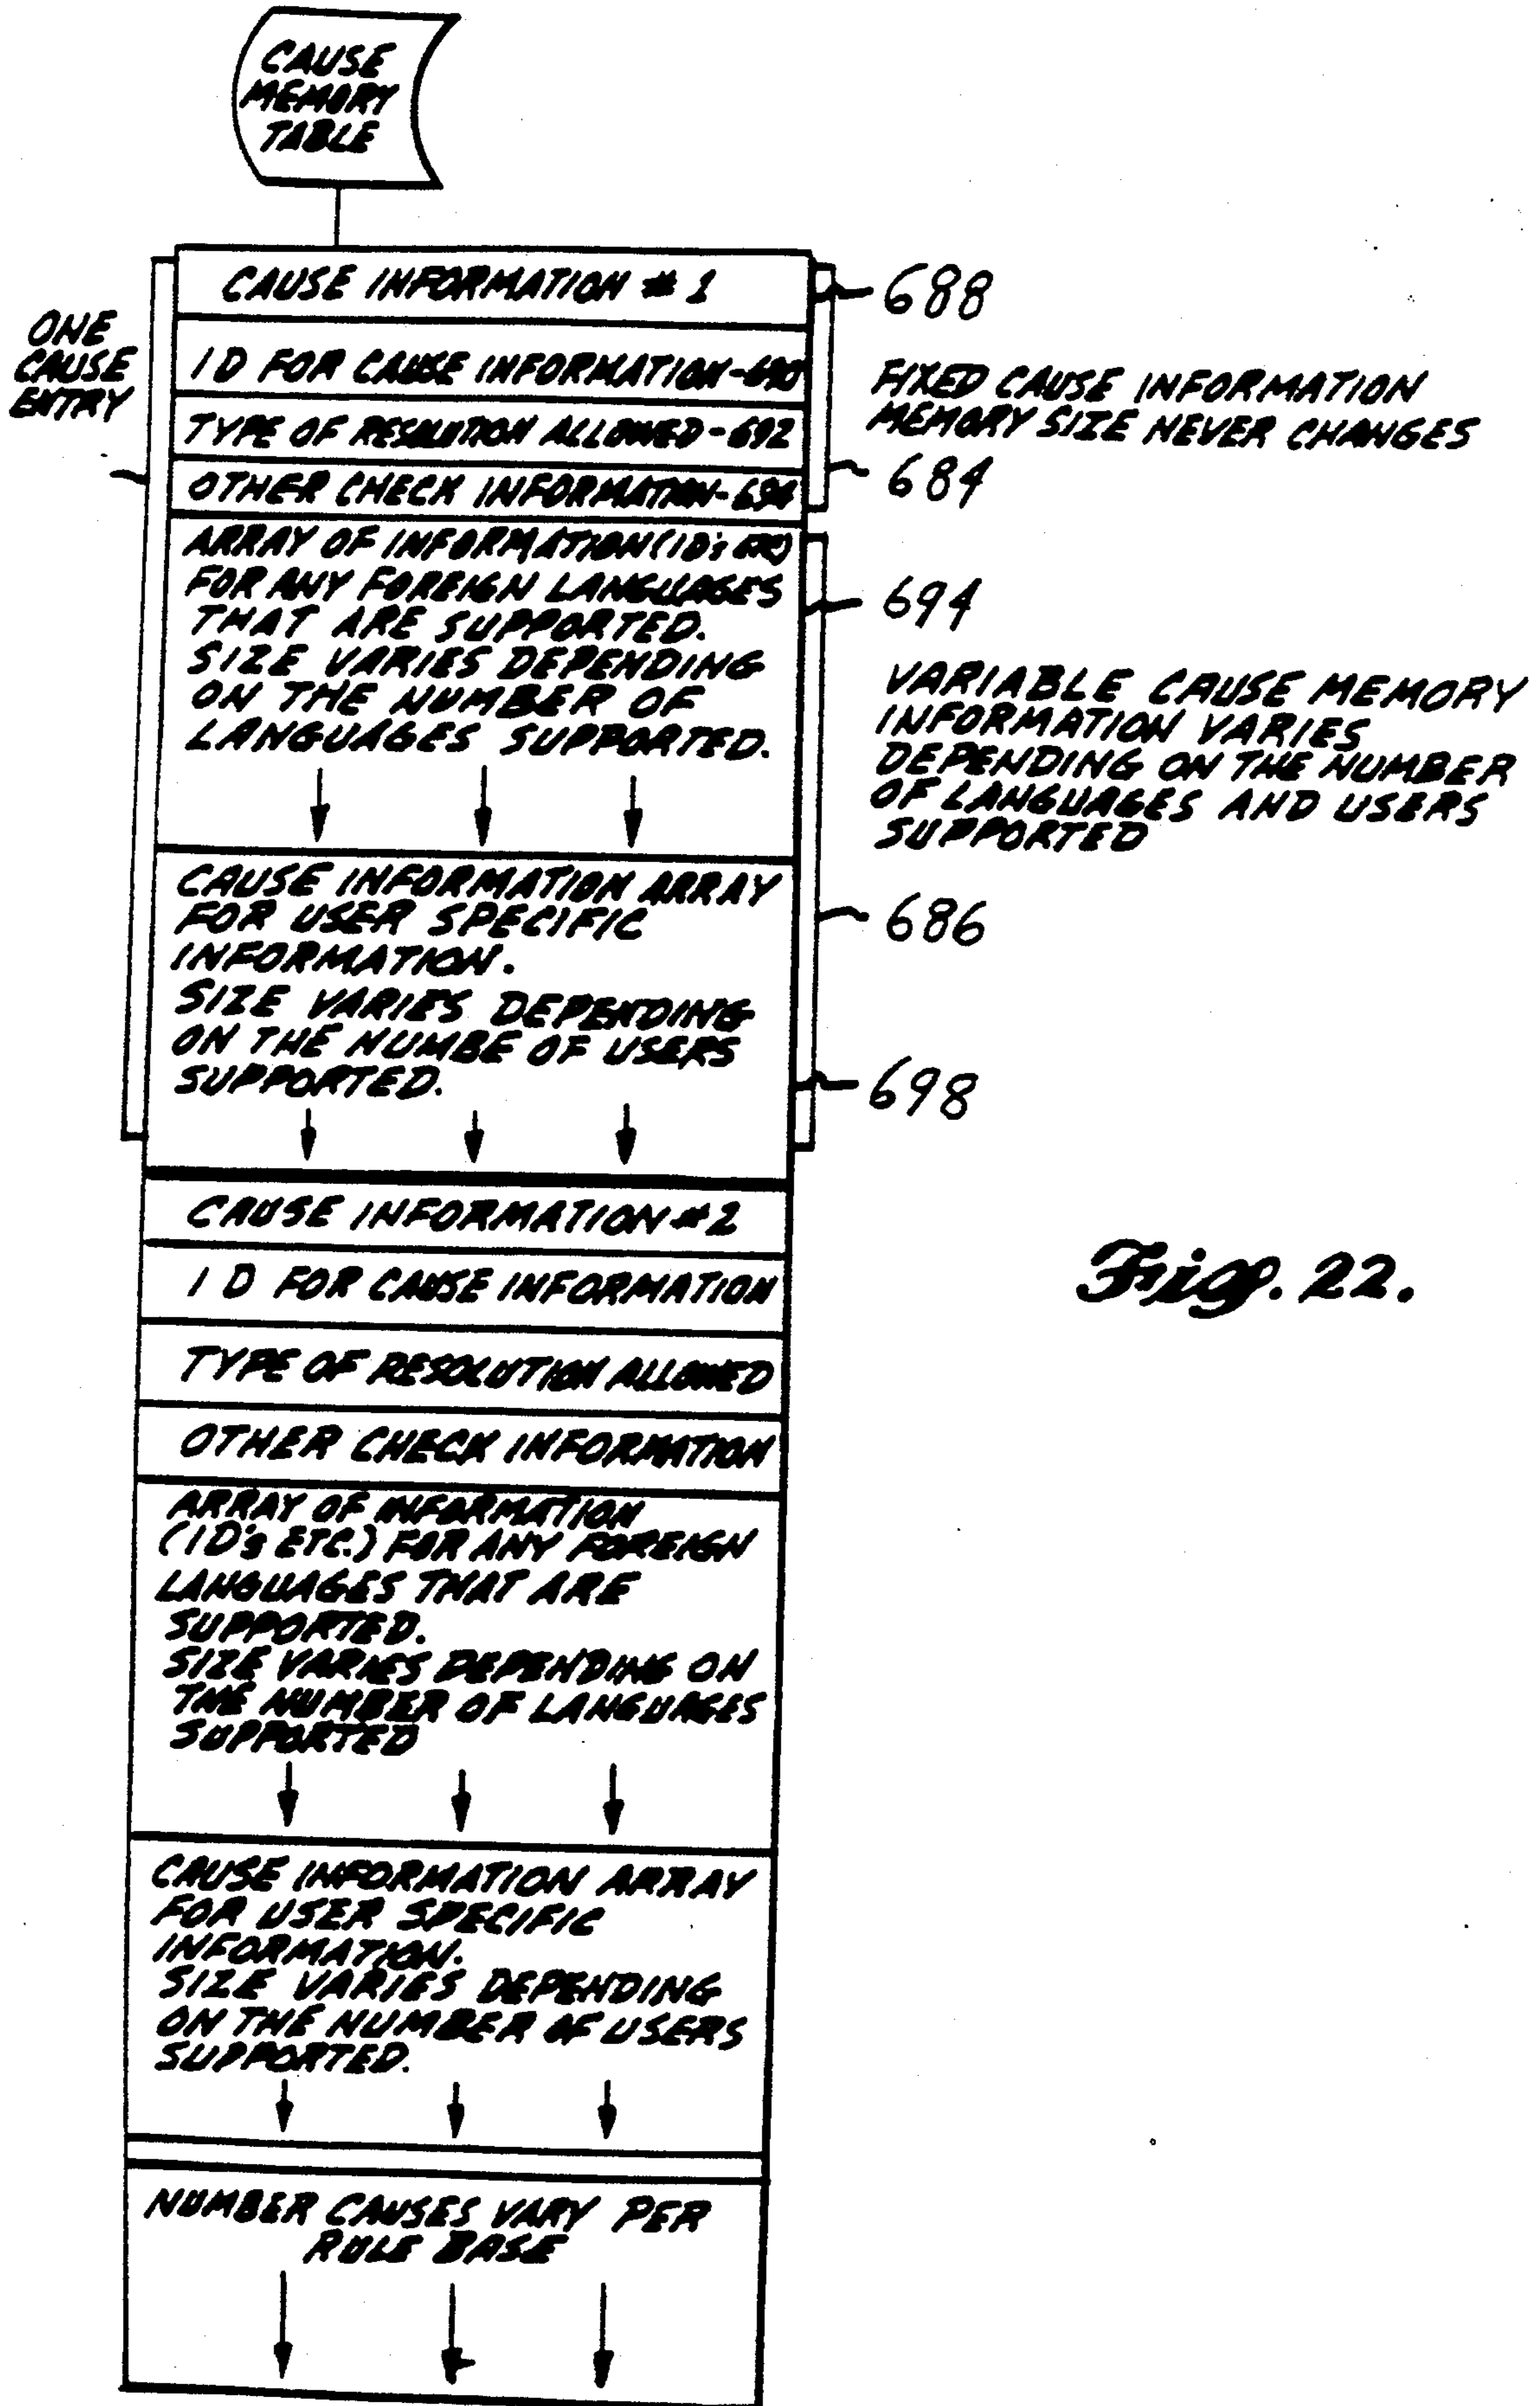 CAUSE
MEMORY
TABLE
ONE
CAUSE
ENTRY
CAUSE INFORMATION # 1
688
ID FOR CAUSE INFORMATION-690
TYPE OF RESOLUTION ALLOWED-692
OTHER CHECK INFORMATION-694
FIXED CAUSE INFORMATION
MEMORY SIZE NEVER CHANGES
684
ARRAY OF INFORMATION (ID's ETC)
FOR ANY FOREIGN LANGUAGES
THAT ARE SUPPORTED.
SIZE VARIES DEPENDING
ON THE NUMBER OF
LANGUAGES SUPPORTED.
694
VARIABLE CAUSE MEMORY
INFORMATION VARIES
DEPENDING ON THE NUMBER
OF LANGUAGES AND USERS
SUPPORTED
CAUSE INFORMATION ARRAY
FOR USER SPECIFIC
INFORMATION.
SIZE VARIES DEPENDING
ON THE NUMBE OF USERS
SUPPORTED.
686
698
CAUSE INFORMATION #2
ID FOR CAUSE INFORMATION
TYPE OF RESOLUTION ALLOWED
OTHER CHECK INFORMATION
ARRAY OF INFORMATION
(ID's ETC.) FOR ANY FOREIGN
LANGUAGES THAT ARE
SUPPORTED.
SIZE VARIES DEPENDING ON
THE NUMBER OF LANGUAGES
SUPPORTED
CAUSE INFORMATION ARRAY
FOR USER SPECIFIC
INFORMATION.
SIZE VARIES DEPENDING
ON THE NUMBER OF USERS
SUPPORTED.
NUMBER CAUSES VARY PER
RULE BASE
Fig. 22.